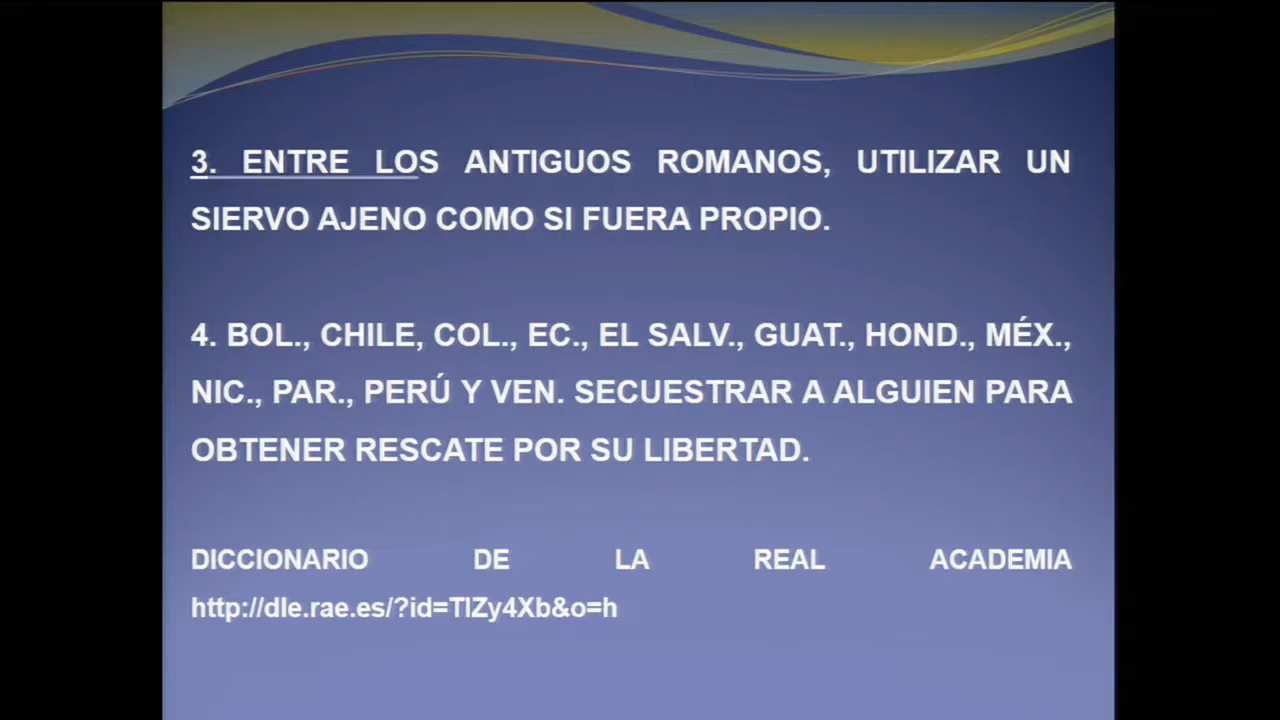 3. ENTRE LOS ANTIGUOS ROMANOS, UTILIZAR UN
SIERVO AJENO COMO SI FUERA PROPIO.
4. BOL., CHILE, COL., EC., EL SALV., GUAT., HOND., MÉX.,
NIC., PAR., PERÚ Y VEN. SECUESTRAR A ALGUIEN PARA
OBTENER RESCATE POR SU LIBERTAD.
DICCIONARIO DE LA REAL ACADEMIA
http://dle.rae.es/?id=TlZy4Xb&o=h